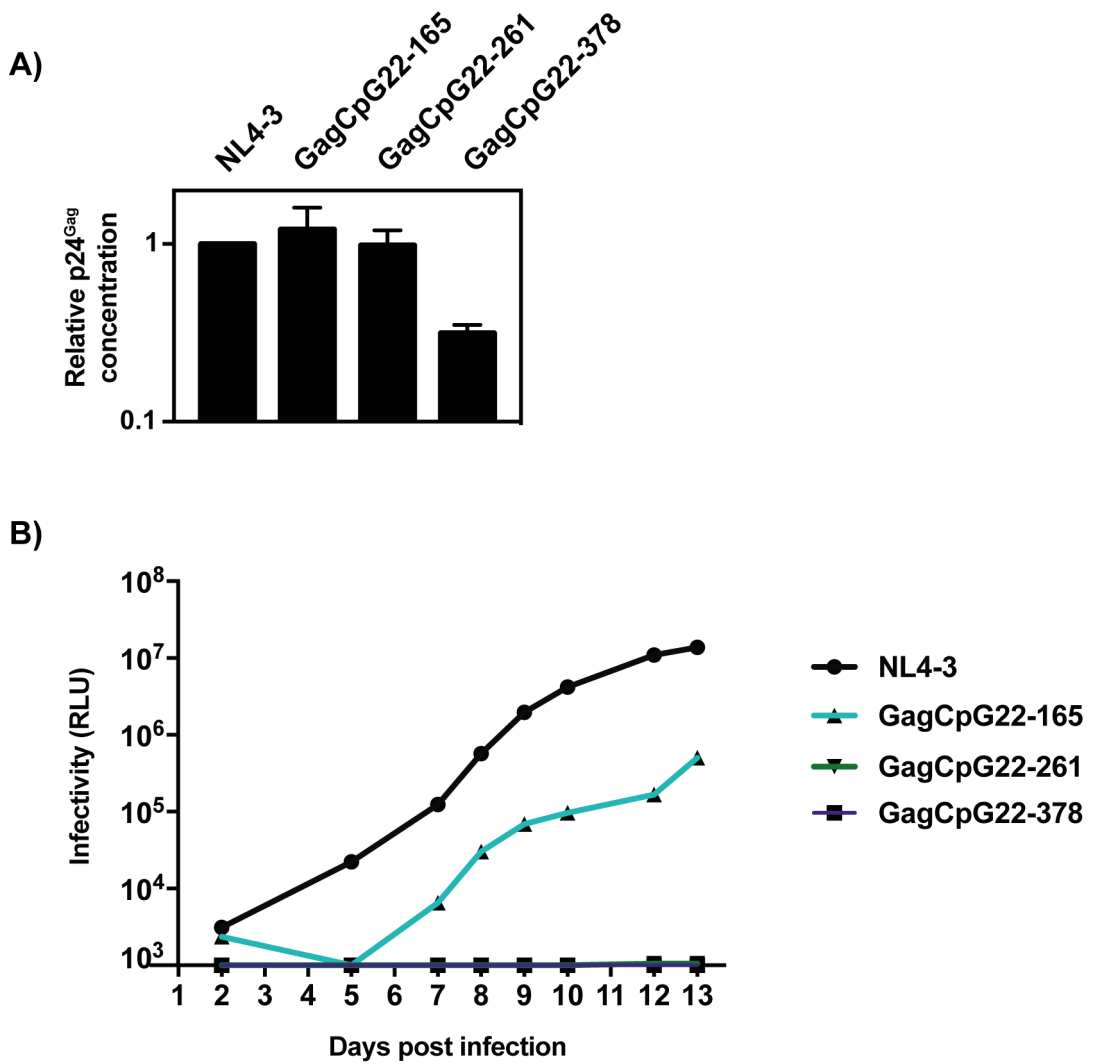 A)
NL4-3
GagCpG22-165
GagCpG22-261
GagCpG22-378
Relative p24ᴳᵃᵍ
concentration
1
0.1
B)
Infectivity (RLU)
10⁸
10⁷
10⁶
10⁵
10⁴
10³
1 2 3 4 5 6 7 8 9 10 11 12 13
Days post infection
NL4-3
GagCpG22-165
GagCpG22-261
GagCpG22-378